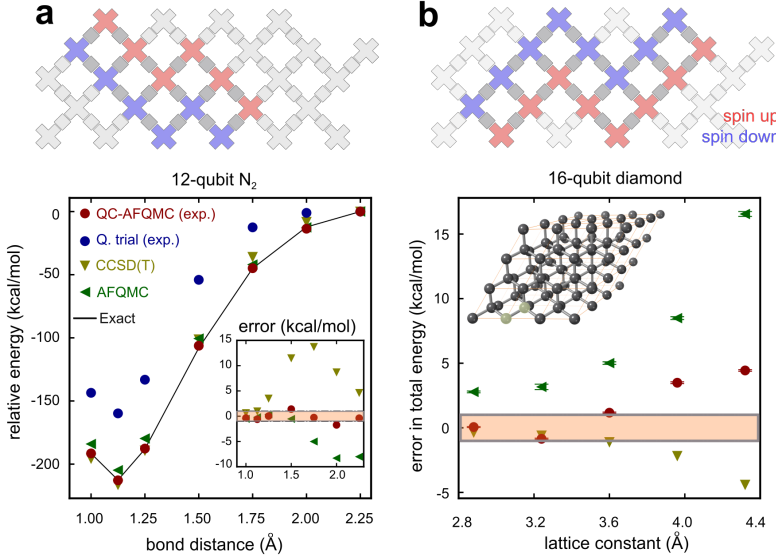 a
b
spin up
spin down
12-qubit N₂
16-qubit diamond
QC-AFQMC (exp.)
Q. trial (exp.)
CCSD(T)
AFQMC
Exact
relative energy (kcal/mol)
0
-50
-100
-150
-200
1.00 1.25 1.50 1.75 2.00 2.25
bond distance (Å)
error (kcal/mol)
15
10
5
0
-5
-10
1.0 1.5 2.0
error in total energy (kcal/mol)
15
10
5
0
-5
2.8 3.2 3.6 4.0 4.4
lattice constant (Å)